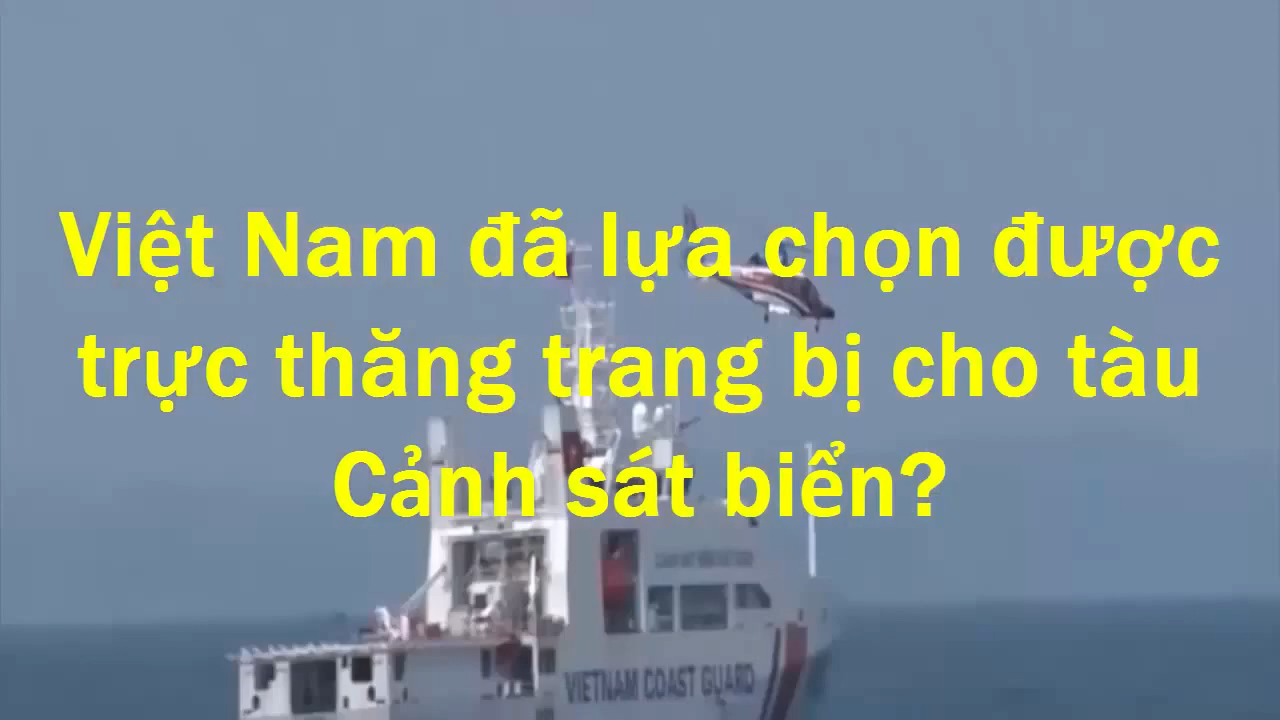 Việt Nam đã lựa chọn được
trực thăng trang bị cho tàu
Cảnh sát biển?
VIETNAM COAST GUARD